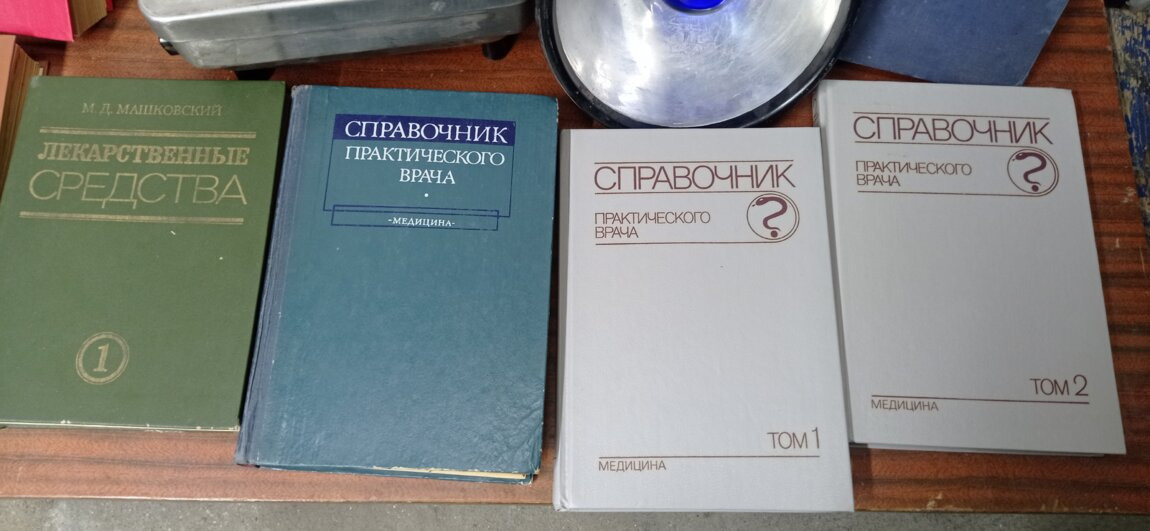 М. Д. МАШКОВСКИЙ
ЛЕКАРСТВЕННЫЕ
СРЕДСТВА
1
СПРАВОЧНИК
ПРАКТИЧЕСКОГО
ВРАЧА
-МЕДИЦИНА-
СПРАВОЧНИК
ПРАКТИЧЕСКОГО
ВРАЧА
ТОМ 1
МЕДИЦИНА
СПРАВОЧНИК
ПРАКТИЧЕСКОГО
ВРАЧА
ТОМ 2
МЕДИЦИНА